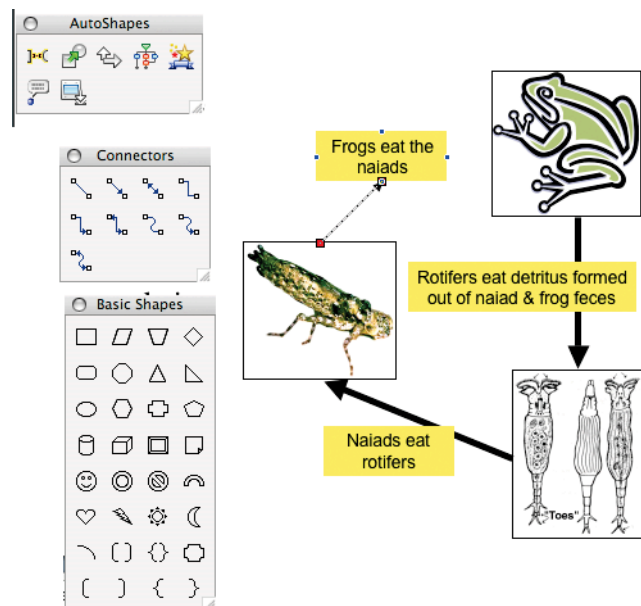 AutoShapes
Connectors
Basic Shapes
Frogs eat the
naiads
Rotifers eat detritus formed
out of naiad & frog feces
Naiads eat
rotifers
"Toes"